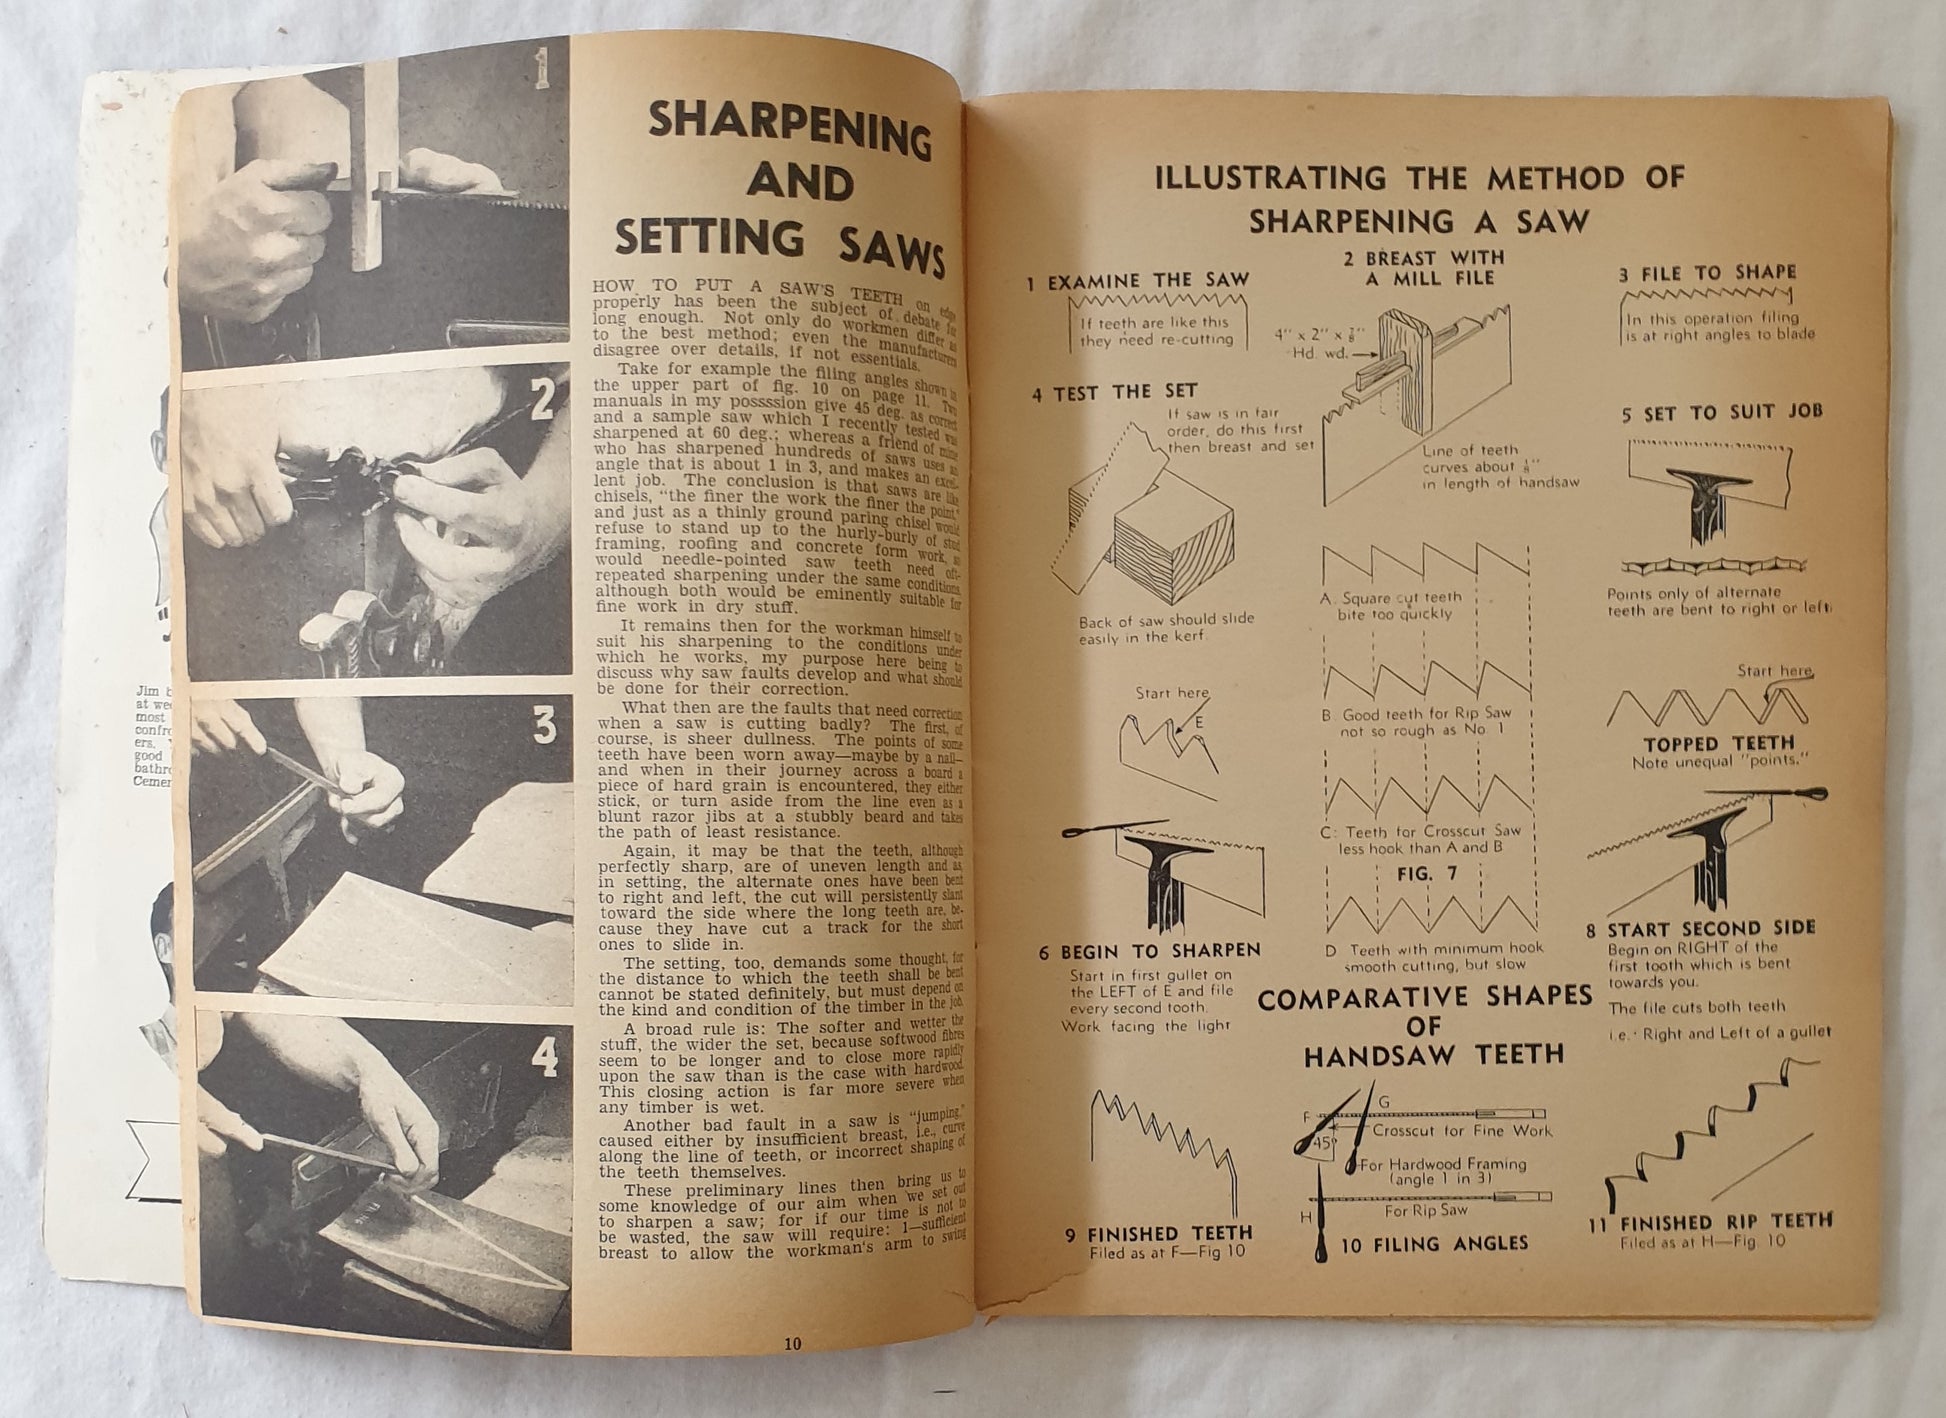 1
2
3
4
Jim b
at wee
most
confro
ers.
good
bathro
Cemen
SHARPENING
AND
SETTING SAWS
HOW TO PUT A SAW'S TEETH on edge
properly has been the subject of debate for
long enough. Not only do workmen differ as
to the best method; even the manufacturers
disagree over details, if not essentials.
Take for example the filing angles shown in
the upper part of fig. 10 on page 11. Two
manuals in my possssion give 45 deg. as correct
and a sample saw which I recently tested was
sharpened at 60 deg.; whereas a friend of mine
who has sharpened hundreds of saws uses an
angle that is about 1 in 3, and makes an excel-
lent job. The conclusion is that saws are like
chisels, "the finer the work the finer the point,"
and just as a thinly ground paring chisel would
refuse to stand up to the hurly-burly of stud
framing, roofing and concrete form work, so
would needle-pointed saw teeth need oft-
repeated sharpening under the same conditions,
although both would be eminently suitable for
fine work in dry stuff.
It remains then for the workman himself to
suit his sharpening to the conditions under
which he works, my purpose here being to
discuss why saw faults develop and what should
be done for their correction.
What then are the faults that need correction
when a saw is cutting badly? The first, of
course, is sheer dullness. The points of some
teeth have been worn away—maybe by a nail—
and when in their journey across a board a
piece of hard grain is encountered, they either
stick, or turn aside from the line even as a
blunt razor jibs at a stubbly beard and takes
the path of least resistance.
Again, it may be that the teeth, although
perfectly sharp, are of uneven length and as,
in setting, the alternate ones have been bent
to right and left, the cut will persistently slant
toward the side where the long teeth are, be-
cause they have cut a track for the short
ones to slide in.
The setting, too, demands some thought, for
the distance to which the teeth shall be bent
cannot be stated definitely, but must depend on
the kind and condition of the timber in the job.
A broad rule is: The softer and wetter the
stuff, the wider the set, because softwood fibres
seem to be longer and to close more rapidly
upon the saw than is the case with hardwood.
This closing action is far more severe when
any timber is wet.
Another bad fault in a saw is "jumping,"
caused either by insufficient breast, i.e., curve
along the line of teeth, or incorrect shaping of
the teeth themselves.
These preliminary lines then bring us to
some knowledge of our aim when we set out
to sharpen a saw; for if our time is not to
be wasted, the saw will require: 1—sufficient
breast to allow the workman's arm to swing
10
ILLUSTRATING THE METHOD OF
SHARPENING A SAW
1 EXAMINE THE SAW
If teeth are like this
they need re-cutting
2 BREAST WITH
A MILL FILE
4" x 2" x ⅞"
Hd. wd.
Line of teeth
curves about ⅛"
in length of handsaw
3 FILE TO SHAPE
In this operation filing
is at right angles to blade
4 TEST THE SET
If saw is in fair
order, do this first
then breast and set
Back of saw should slide
easily in the kerf.
5 SET TO SUIT JOB
Points only of alternate
teeth are bent to right or left
A. Square cut teeth
bite too quickly
B Good teeth for Rip Saw
not so rough as No 1
C: Teeth for Crosscut Saw
less hook than A and B
FIG. 7
D Teeth with minimum hook
smooth cutting, but slow
COMPARATIVE SHAPES
OF
HANDSAW TEETH
Start here
E
6 BEGIN TO SHARPEN
Start in first gullet on
the LEFT of E and file
every second tooth.
Work facing the light
Start here
TOPPED TEETH
Note unequal "points."
8 START SECOND SIDE
Begin on RIGHT of the
first tooth which is bent
towards you.
The file cuts both teeth
i.e. Right and Left of a gullet
9 FINISHED TEETH
Filed as at F—Fig 10
F
G
45°
Crosscut for Fine Work
For Hardwood Framing
(angle 1 in 3)
H
For Rip Saw
10 FILING ANGLES
11 FINISHED RIP TEETH
Filed as at H—Fig. 10